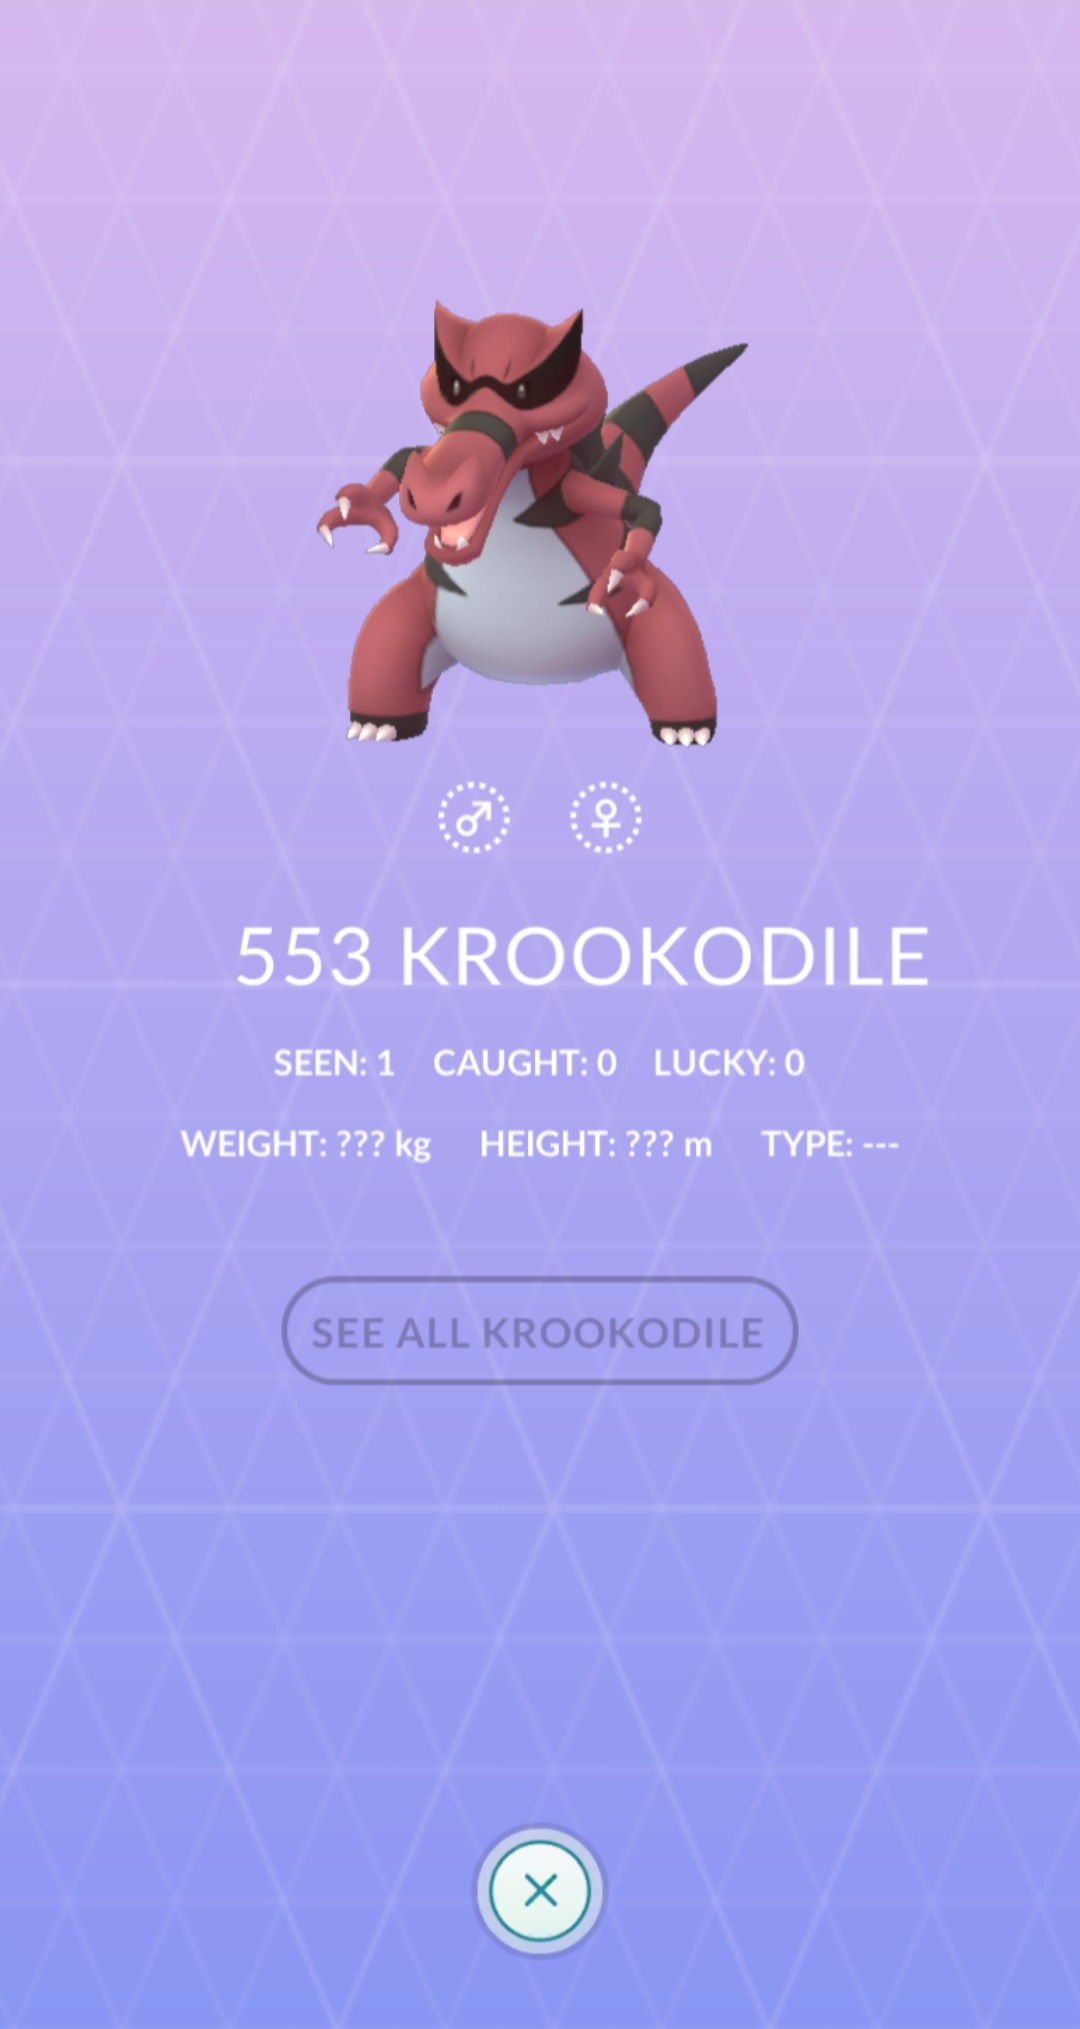 ♂ ♀
553 KROOKODILE
SEEN: 1 CAUGHT: 0 LUCKY: 0
WEIGHT: ??? kg HEIGHT: ??? m TYPE: ---
SEE ALL KROOKODILE